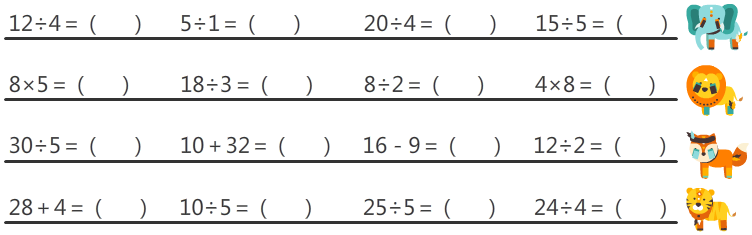 12÷4＝（　　） 5÷1＝（　　） 20÷4＝（　　） 15÷5＝（　　）
8×5＝（　　） 18÷3＝（　　） 8÷2＝（　　） 4×8＝（　　）
30÷5＝（　　） 10＋32＝（　　） 16 - 9＝（　　） 12÷2＝（　　）
28＋4＝（　　） 10÷5＝（　　） 25÷5＝（　　） 24÷4＝（　　）